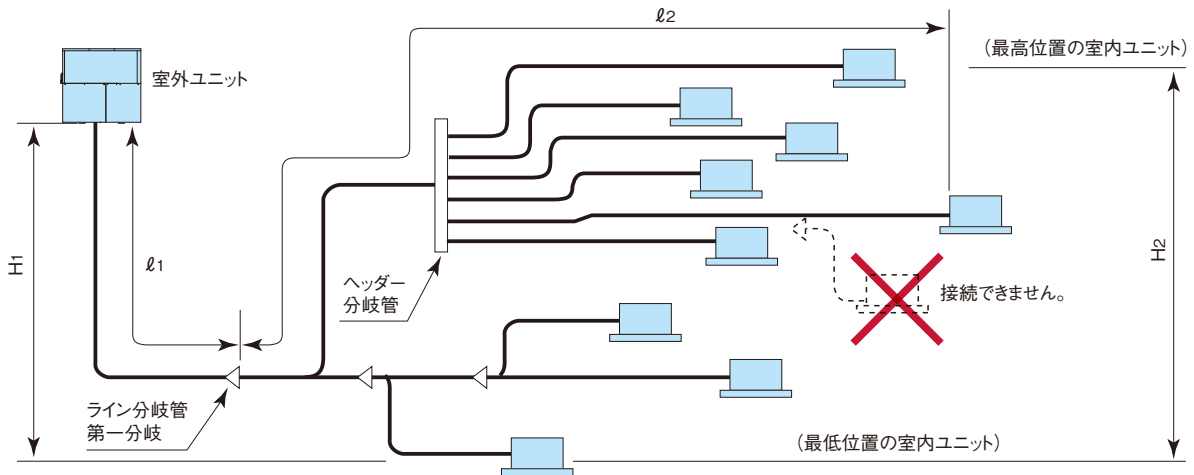 ℓ2
(最高位置の室内ユニット)
室外ユニット
H1
ℓ1
H2
ヘッダー
分岐管
接続できません。
ライン分岐管
第一分岐
(最低位置の室内ユニット)